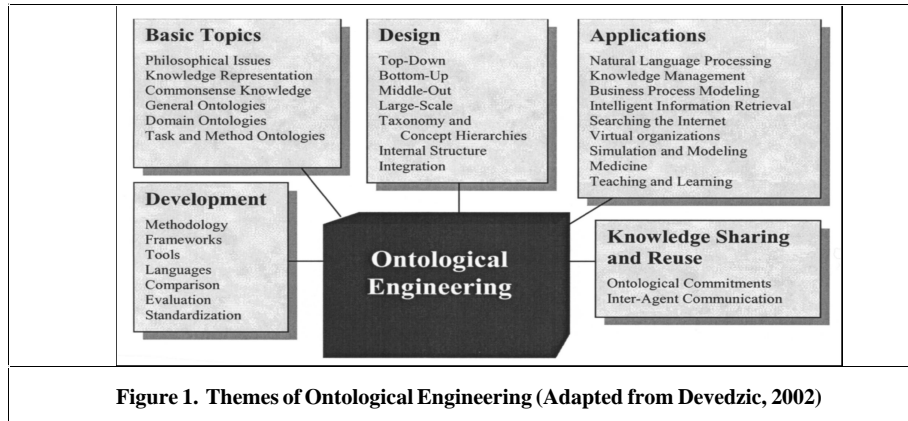 Basic Topics
Philosophical Issues
Knowledge Representation
Commonsense Knowledge
General Ontologies
Domain Ontologies
Task and Method Ontologies
Design
Top-Down
Bottom-Up
Middle-Out
Large-Scale
Taxonomy and
Concept Hierarchies
Internal Structure
Integration
Applications
Natural Language Processing
Knowledge Management
Business Process Modeling
Intelligent Information Retrieval
Searching the Internet
Virtual organizations
Simulation and Modeling
Medicine
Teaching and Learning
Development
Methodology
Frameworks
Tools
Languages
Comparison
Evaluation
Standardization
Ontological
Engineering
Knowledge Sharing
and Reuse
Ontological Commitments
Inter-Agent Communication
Figure 1. Themes of Ontological Engineering (Adapted from Devedzic, 2002)